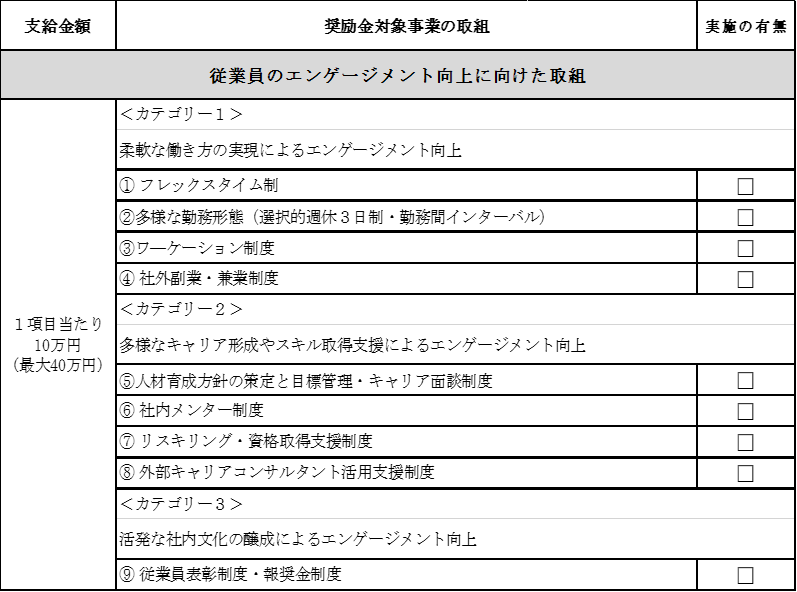 支給金額 奨励金対象事業の取組 実施の有無
従業員のエンゲージメント向上に向けた取組
１項目当たり
10万円
（最大40万円）
＜カテゴリー１＞
柔軟な働き方の実現によるエンゲージメント向上
① フレックスタイム制 □
②多様な勤務形態（選択的週休３日制・勤務間インターバル） □
③ワーケーション制度 □
④ 社外副業・兼業制度 □
＜カテゴリー２＞
多様なキャリア形成やスキル取得支援によるエンゲージメント向上
⑤人材育成方針の策定と目標管理・キャリア面談制度 □
⑥ 社内メンター制度 □
⑦ リスキリング・資格取得支援制度 □
⑧ 外部キャリアコンサルタント活用支援制度 □
＜カテゴリー３＞
活発な社内文化の醸成によるエンゲージメント向上
⑨ 従業員表彰制度・報奨金制度 □